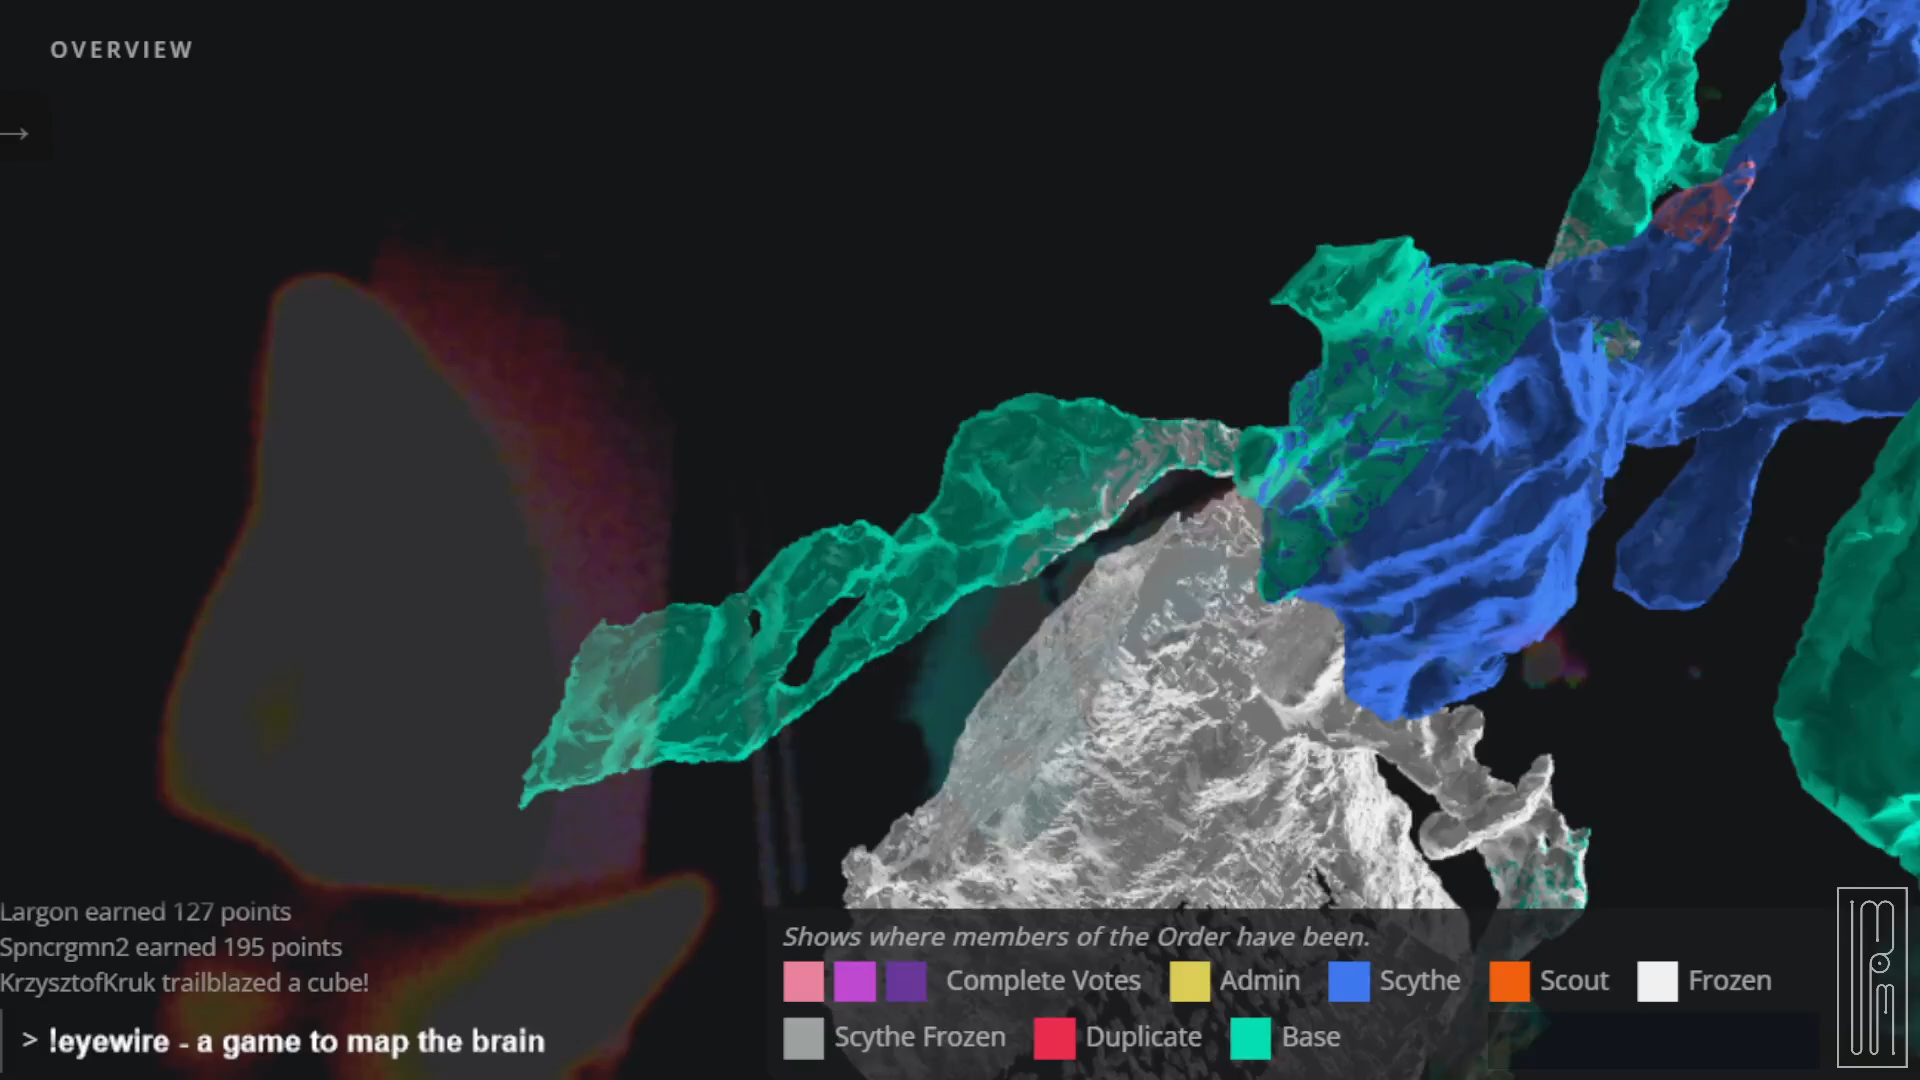 OVERVIEW
→
Largon earned 127 points
Spncrgmn2 earned 195 points
KrzysztofKruk trailblazed a cube!
> !eyewire - a game to map the brain
Shows where members of the Order have been.
Complete Votes Admin Scythe Scout Frozen
Scythe Frozen Duplicate Base